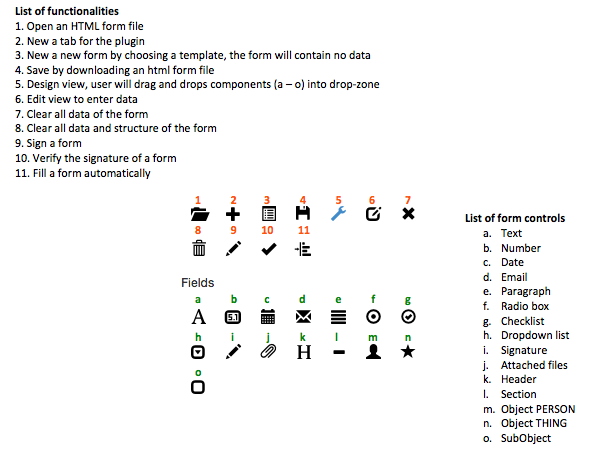 List of functionalities
1. Open an HTML form file
2. New a tab for the plugin
3. New a new form by choosing a template, the form will contain no data
4. Save by downloading an html form file
5. Design view, user will drag and drops components (a – o) into drop-zone
6. Edit view to enter data
7. Clear all data of the form
8. Clear all data and structure of the form
9. Sign a form
10. Verify the signature of a form
11. Fill a form automatically
1 2 3 4 5 6 7
8 9 10 11
Fields
a b c d e f g
A 5.1
h i j k l m n
H
o
List of form controls
a. Text
b. Number
c. Date
d. Email
e. Paragraph
f. Radio box
g. Checklist
h. Dropdown list
i. Signature
j. Attached files
k. Header
l. Section
m. Object PERSON
n. Object THING
o. SubObject